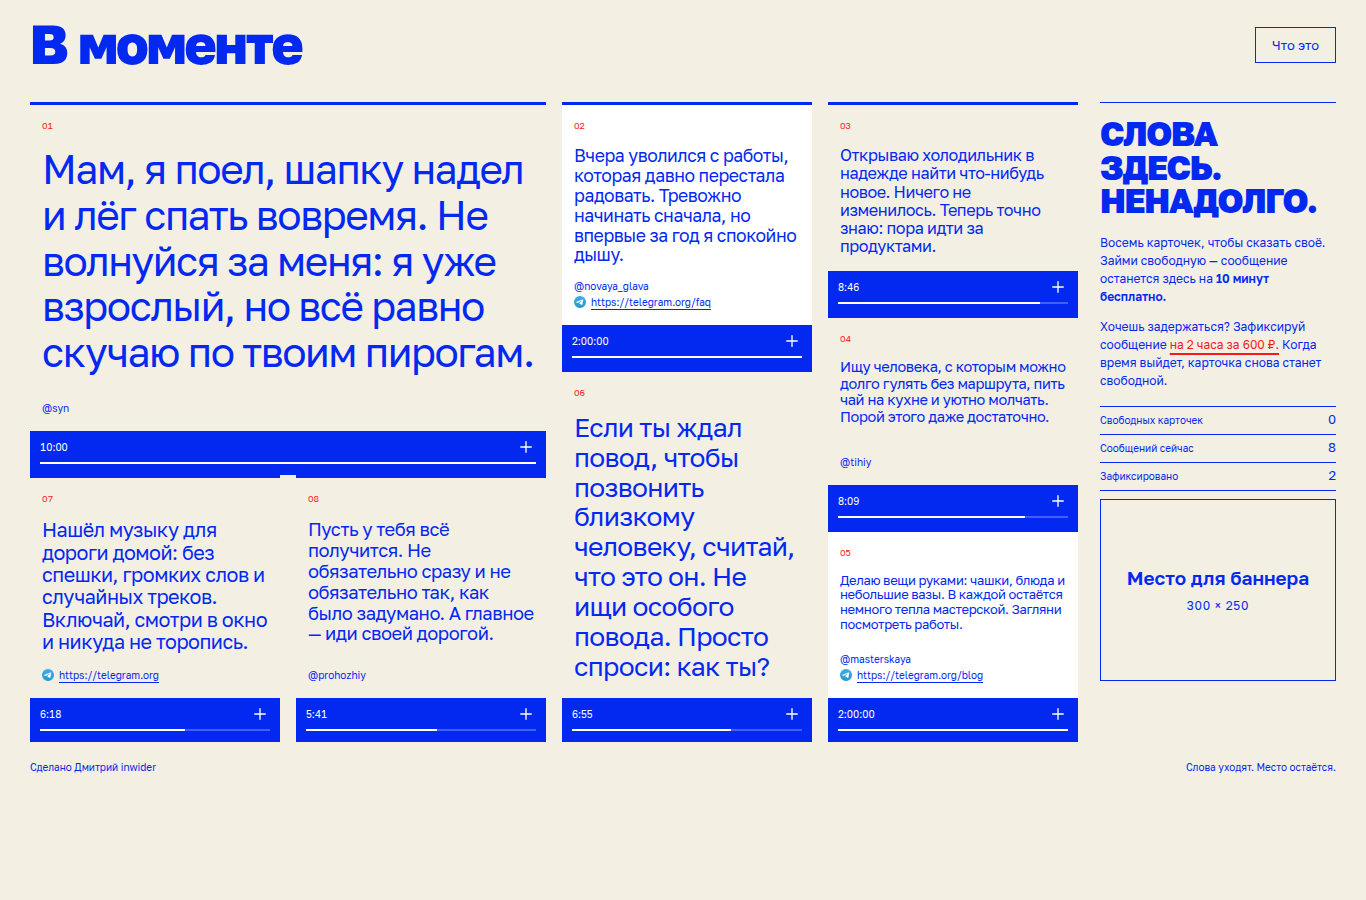 В моменте
Что это
01
Мам, я поел, шапку надел
и лёг спать вовремя. Не
волнуйся за меня: я уже
взрослый, но всё равно
скучаю по твоим пирогам.
@syn
10:00
02
Вчера уволился с работы,
которая давно перестала
радовать. Тревожно
начинать сначала, но
впервые за год я спокойно
дышу.
@novaya_glava
https://telegram.org/faq
2:00:00
03
Открываю холодильник в
надежде найти что-нибудь
новое. Ничего не
изменилось. Теперь точно
знаю: пора идти за
продуктами.
8:46
04
Ищу человека, с которым можно
долго гулять без маршрута, пить
чай на кухне и уютно молчать.
Порой этого даже достаточно.
@tihiy
8:09
05
Делаю вещи руками: чашки, блюда и
небольшие вазы. В каждой остаётся
немного тепла мастерской. Загляни
посмотреть работы.
@masterskaya
https://telegram.org/blog
2:00:00
06
Если ты ждал
повод, чтобы
позвонить
близкому
человеку, считай,
что это он. Не
ищи особого
повода. Просто
спроси: как ты?
6:55
07
Нашёл музыку для
дороги домой: без
спешки, громких слов и
случайных треков.
Включай, смотри в окно
и никуда не торопись.
https://telegram.org
6:18
08
Пусть у тебя всё
получится. Не
обязательно сразу и не
обязательно так, как
было задумано. А главное
— иди своей дорогой.
@prohozhiy
5:41
СЛОВА
ЗДЕСЬ.
НЕНАДОЛГО.
Восемь карточек, чтобы сказать своё.
Займи свободную — сообщение
останется здесь на 10 минут
бесплатно.
Хочешь задержаться? Зафиксируй
сообщение на 2 часа за 600 ₽. Когда
время выйдет, карточка снова станет
свободной.
Свободных карточек 0
Сообщений сейчас 8
Зафиксировано 2
Место для баннера
300 × 250
Сделано Дмитрий inwider
Слова уходят. Место остаётся.